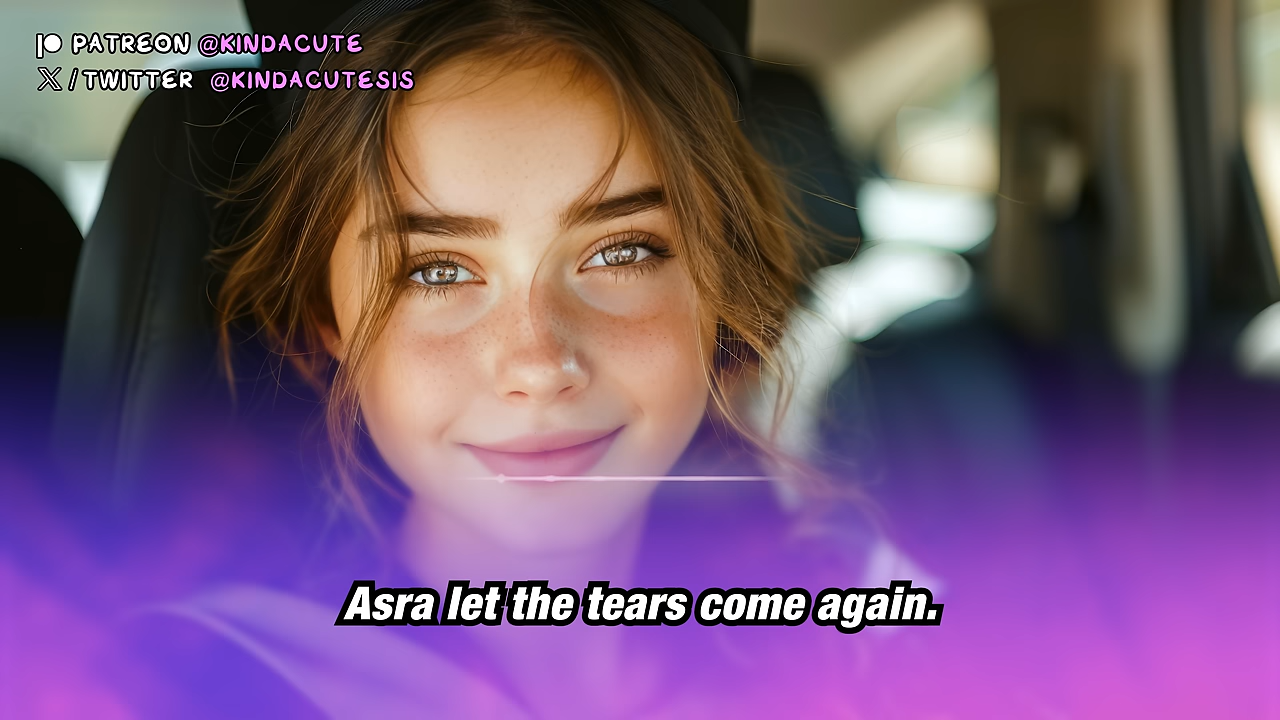 PATREON @KINDACUTE
X / TWITTER @KINDACUTESIS
Asra let the tears come again.